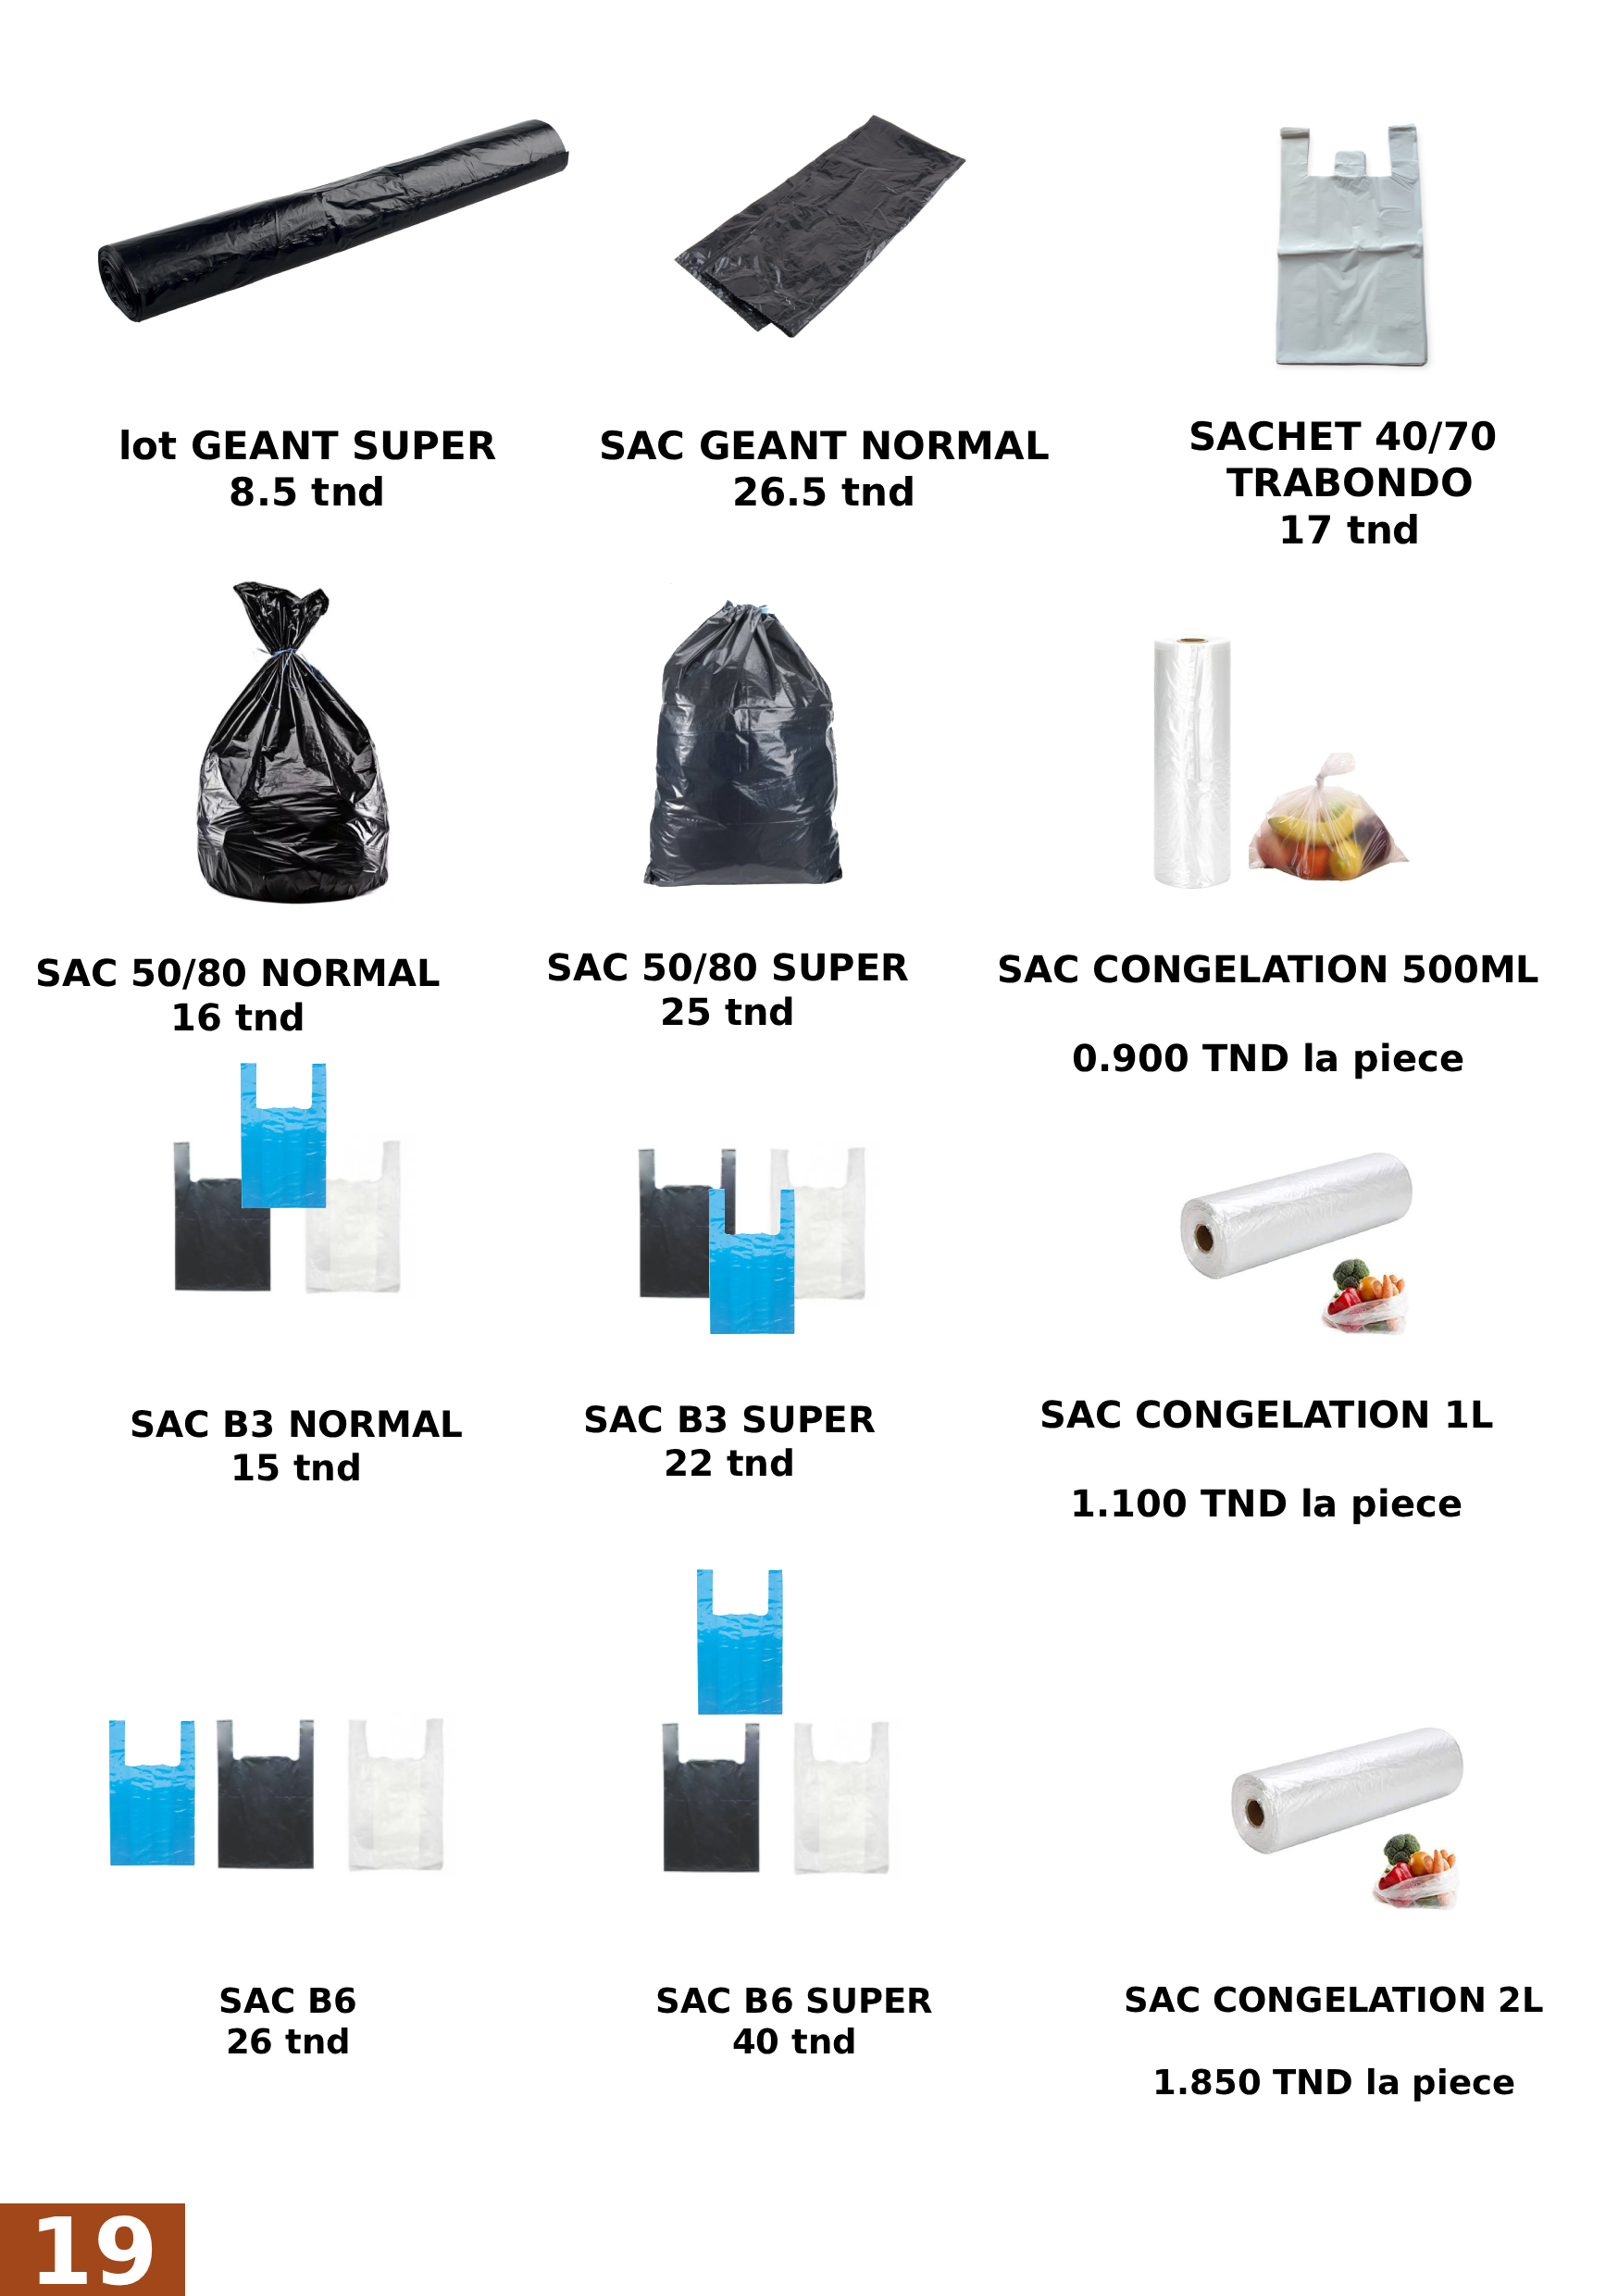 lot GEANT SUPER
8.5 tnd
SAC GEANT NORMAL
26.5 tnd
SACHET 40/70
TRABONDO
17 tnd
SAC 50/80 NORMAL
16 tnd
SAC 50/80 SUPER
25 tnd
SAC CONGELATION 500ML
0.900 TND la piece
SAC B3 NORMAL
15 tnd
SAC B3 SUPER
22 tnd
SAC CONGELATION 1L
1.100 TND la piece
SAC B6
26 tnd
SAC B6 SUPER
40 tnd
SAC CONGELATION 2L
1.850 TND la piece
19